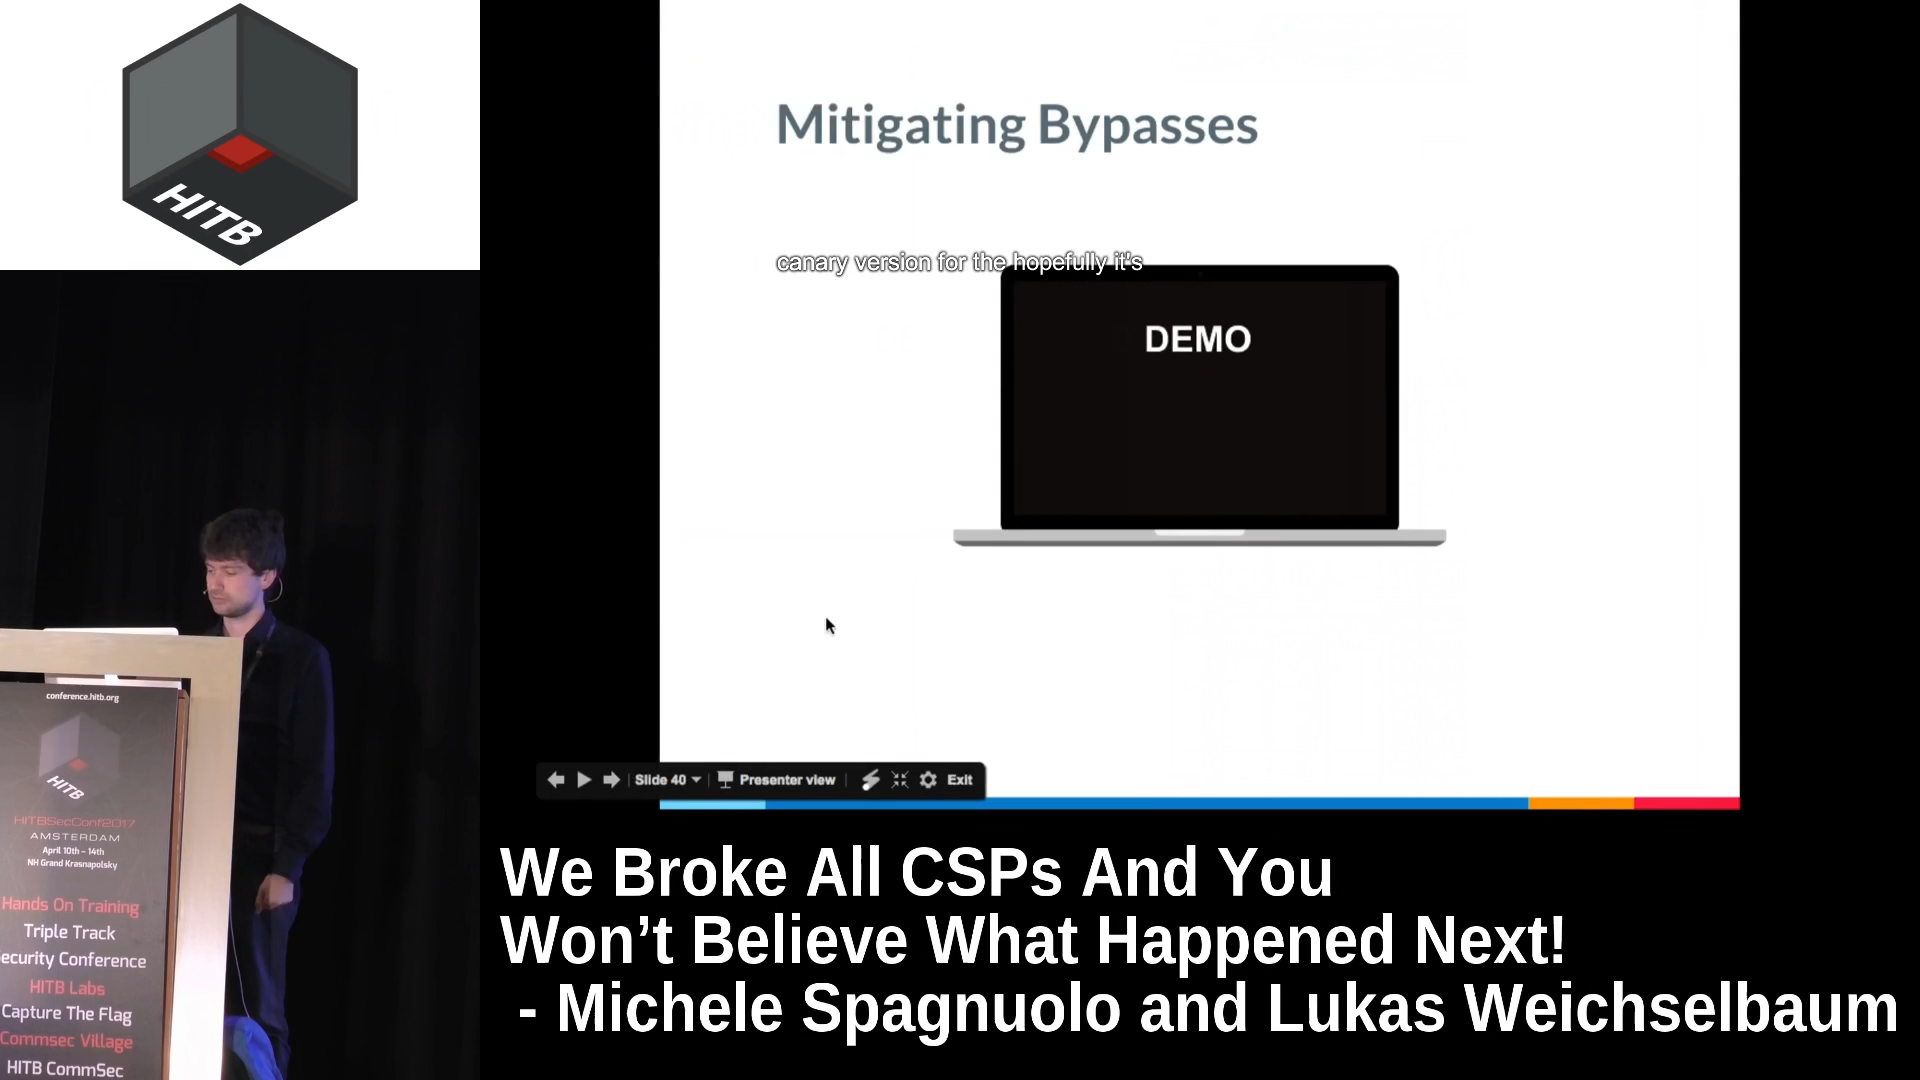 HITB
Mitigating Bypasses
canary version for the hopefully it's
DEMO
Slide 40
Presenter view
Exit
conference.hitb.org
HITB
HITBSecConf2017
AMSTERDAM
April 10th - 14th
NH Grand Krasnapolsky
Hands On Training
Triple Track
ecurity Conference
HITB Labs
Capture The Flag
Commsec Village
HITB CommSec
We Broke All CSPs And You
Won't Believe What Happened Next!
- Michele Spagnuolo and Lukas Weichselbaum